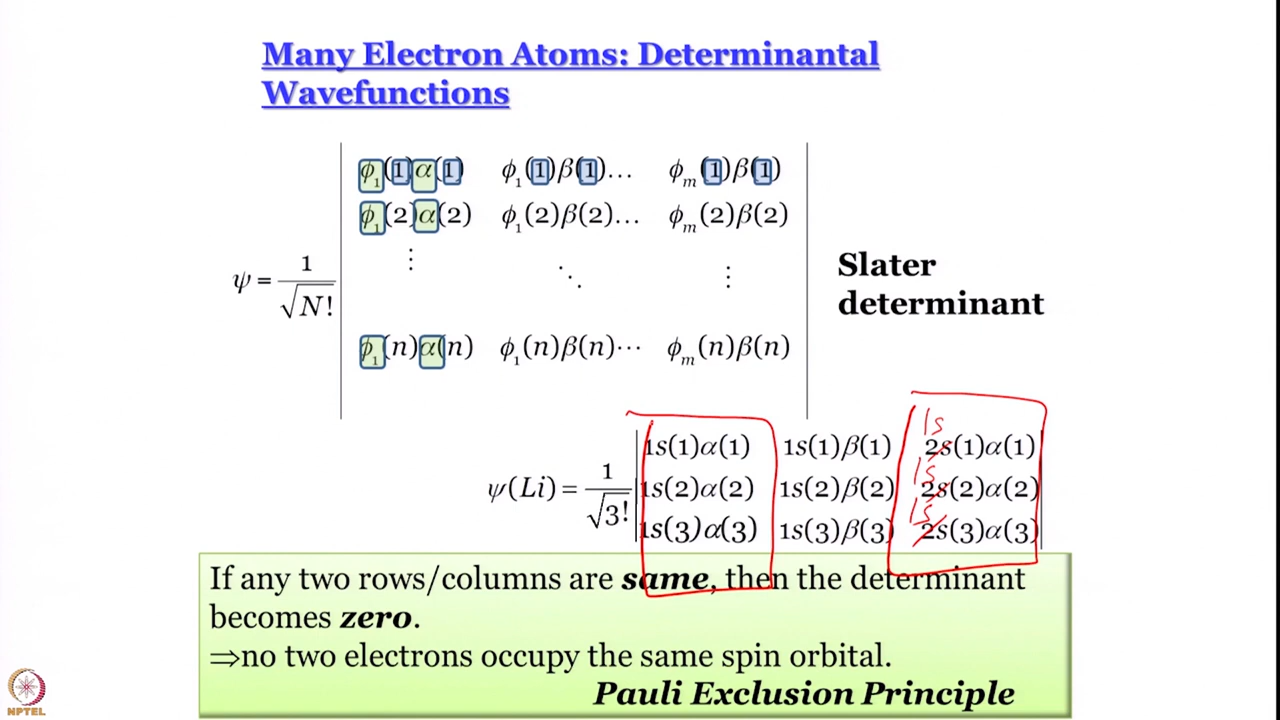 Many Electron Atoms: Determinantal
Wavefunctions
ϕ₁(1)α(1) ϕ₁(1)β(1)… ϕₘ(1)β(1)
ϕ₁(2)α(2) ϕ₁(2)β(2)… ϕₘ(2)β(2)
⋮ ⋱ ⋮
ψ = 1/√N!
ϕ₁(n)α(n) ϕ₁(n)β(n)⋯ ϕₘ(n)β(n)
Slater
determinant
1s
1s(1)α(1) 1s(1)β(1) 2s(1)α(1)
1s
ψ(Li) = 1/√3! 1s(2)α(2) 1s(2)β(2) 2s(2)α(2)
1s
1s(3)α(3) 1s(3)β(3) 2s(3)α(3)
If any two rows/columns are same, then the determinant
becomes zero.
⇒no two electrons occupy the same spin orbital.
Pauli Exclusion Principle
NPTEL